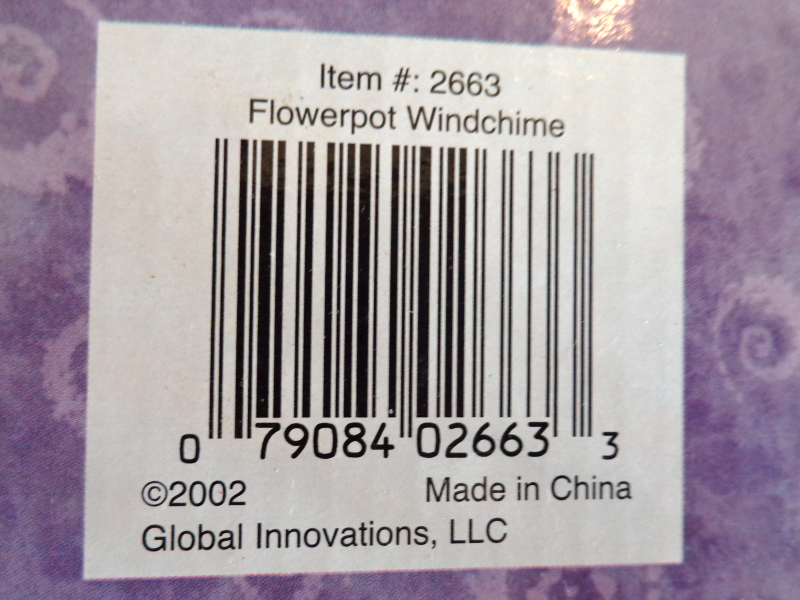 Item #: 2663
Flowerpot Windchime
0 79084 02663 3
©2002 Made in China
Global Innovations, LLC